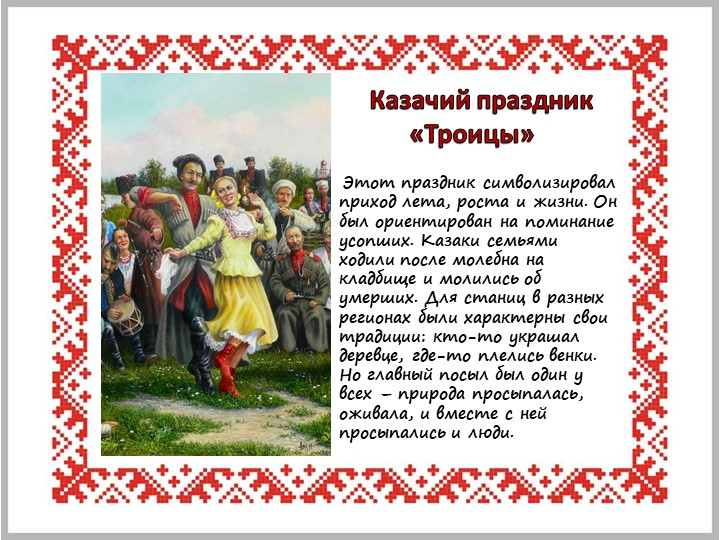 Казачий праздник
«Троицы»
Этот праздник символизировал
приход лета, роста и жизни. Он
был ориентирован на поминание
усопших. Казаки семьями
ходили после молебна на
кладбище и молились об
умерших. Для станиц в разных
регионах были характерны свои
традиции: кто-то украшал
деревце, где-то плелись венки.
Но главный посыл был один у
всех – природа просыпалась,
оживала, и вместе с ней
просыпались и люди.